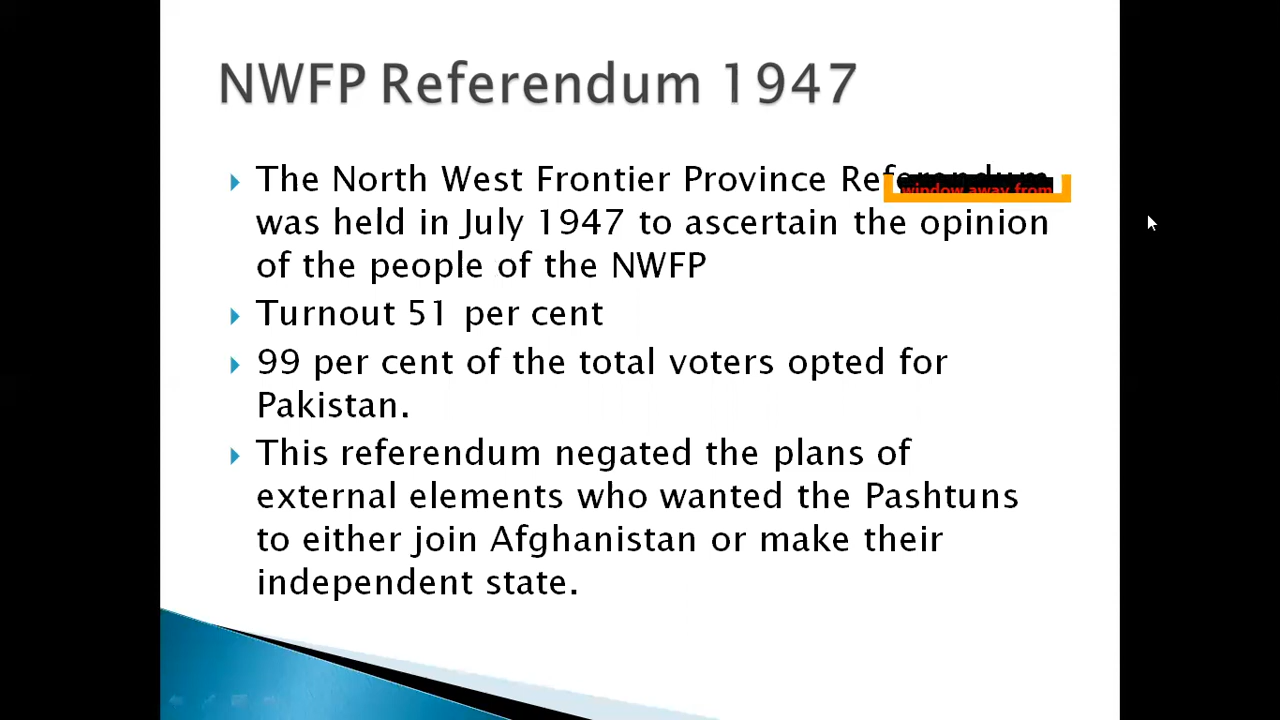 NWFP Referendum 1947
The North West Frontier Province Referendum
window away from
was held in July 1947 to ascertain the opinion
of the people of the NWFP
Turnout 51 per cent
99 per cent of the total voters opted for
Pakistan.
This referendum negated the plans of
external elements who wanted the Pashtuns
to either join Afghanistan or make their
independent state.